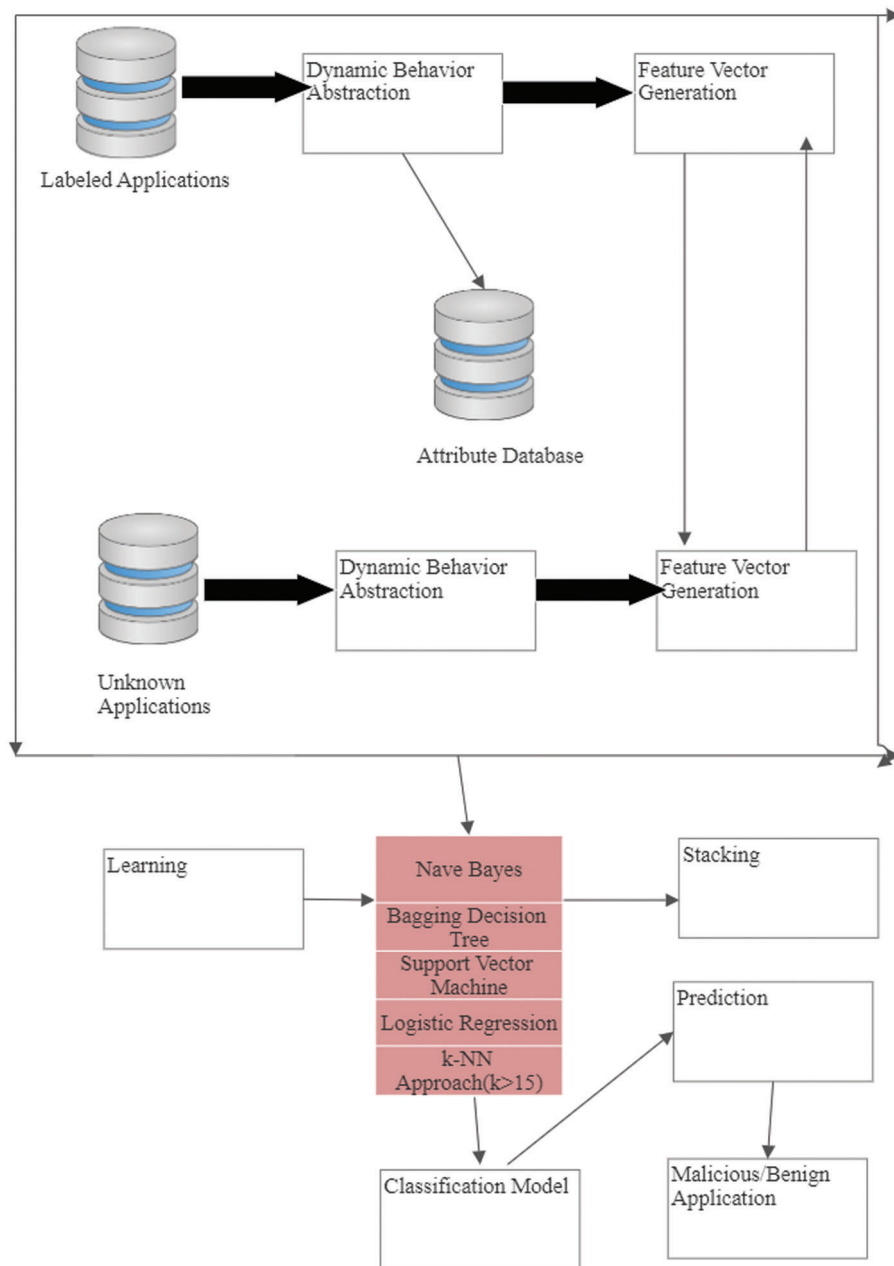 Dynamic Behavior
Abstraction
Feature Vector
Generation
Labeled Applications
Attribute Database
Dynamic Behavior
Abstraction
Feature Vector
Generation
Unknown
Applications
Learning
Nave Bayes
Bagging Decision
Tree
Support Vector
Machine
Logistic Regression
k-NN
Approach(k>15)
Stacking
Prediction
Classification Model
Malicious/Benign
Application